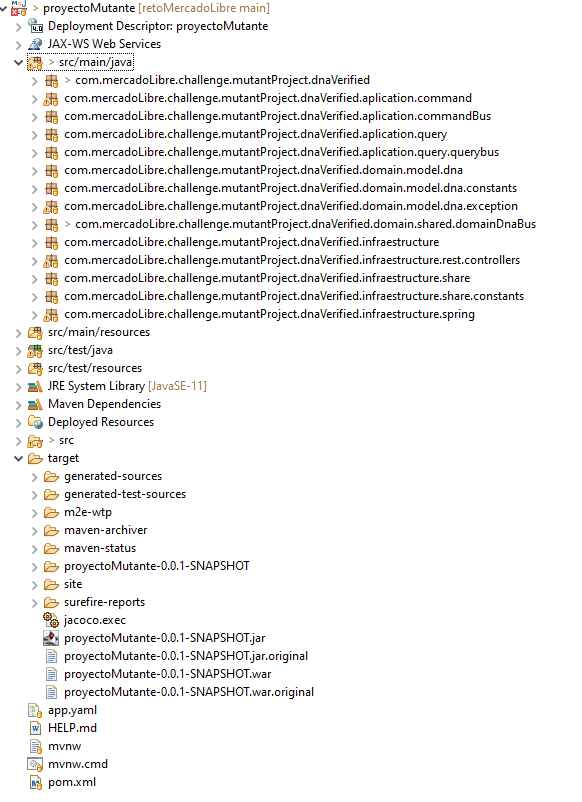 proyectoMutante [retoMercadoLibre main]
Deployment Descriptor: proyectoMutante
JAX-WS Web Services
> src/main/java
> com.mercadoLibre.challenge.mutantProject.dnaVerified
com.mercadoLibre.challenge.mutantProject.dnaVerified.aplication.command
com.mercadoLibre.challenge.mutantProject.dnaVerified.aplication.commandBus
com.mercadoLibre.challenge.mutantProject.dnaVerified.aplication.query
com.mercadoLibre.challenge.mutantProject.dnaVerified.aplication.query.querybus
com.mercadoLibre.challenge.mutantProject.dnaVerified.domain.model.dna
com.mercadoLibre.challenge.mutantProject.dnaVerified.domain.model.dna.constants
com.mercadoLibre.challenge.mutantProject.dnaVerified.domain.model.dna.exception
> com.mercadoLibre.challenge.mutantProject.dnaVerified.domain.shared.domainDnaBus
com.mercadoLibre.challenge.mutantProject.dnaVerified.infraestructure
com.mercadoLibre.challenge.mutantProject.dnaVerified.infraestructure.rest.controllers
com.mercadoLibre.challenge.mutantProject.dnaVerified.infraestructure.share
com.mercadoLibre.challenge.mutantProject.dnaVerified.infraestructure.share.constants
com.mercadoLibre.challenge.mutantProject.dnaVerified.infraestructure.spring
src/main/resources
src/test/java
src/test/resources
JRE System Library [JavaSE-11]
Maven Dependencies
Deployed Resources
> src
target
generated-sources
generated-test-sources
m2e-wtp
maven-archiver
maven-status
proyectoMutante-0.0.1-SNAPSHOT
site
surefire-reports
jacoco.exec
proyectoMutante-0.0.1-SNAPSHOT.jar
proyectoMutante-0.0.1-SNAPSHOT.jar.original
proyectoMutante-0.0.1-SNAPSHOT.war
proyectoMutante-0.0.1-SNAPSHOT.war.original
app.yaml
HELP.md
mvnw
mvnw.cmd
pom.xml